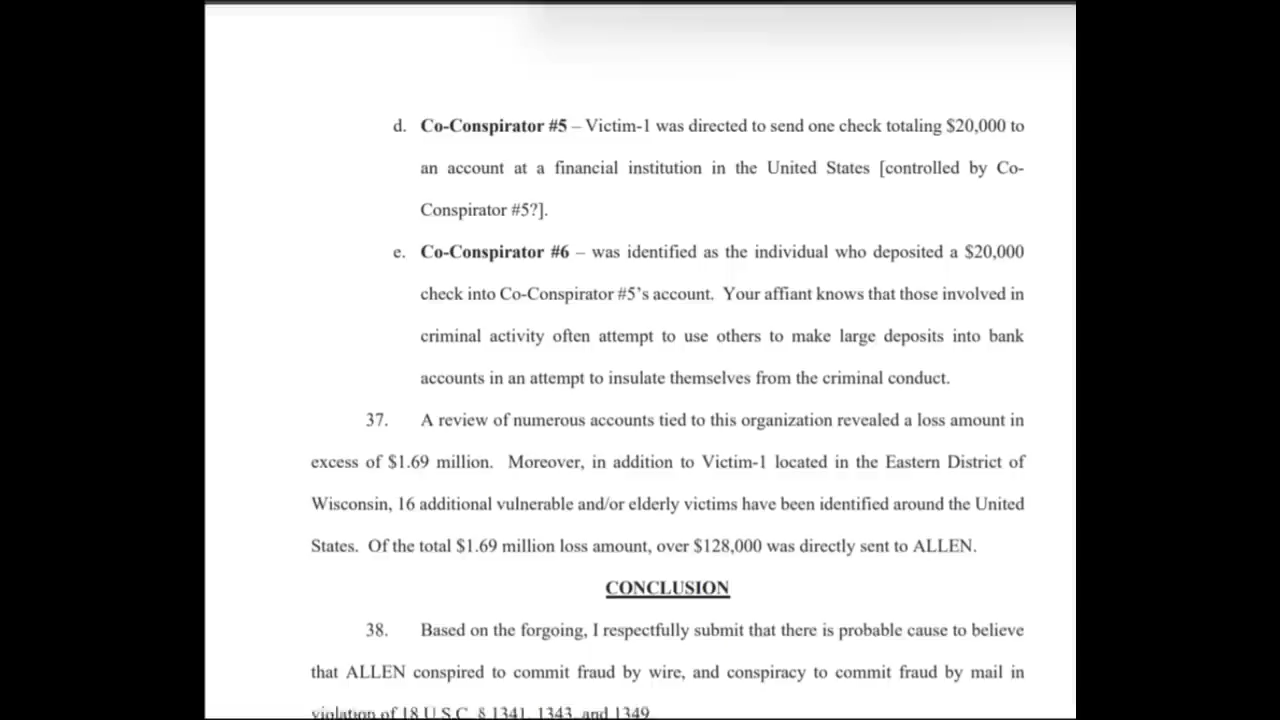 d. Co-Conspirator #5 – Victim-1 was directed to send one check totaling $20,000 to
an account at a financial institution in the United States [controlled by Co-
Conspirator #5?].
e. Co-Conspirator #6 – was identified as the individual who deposited a $20,000
check into Co-Conspirator #5’s account. Your affiant knows that those involved in
criminal activity often attempt to use others to make large deposits into bank
accounts in an attempt to insulate themselves from the criminal conduct.
37. A review of numerous accounts tied to this organization revealed a loss amount in
excess of $1.69 million. Moreover, in addition to Victim-1 located in the Eastern District of
Wisconsin, 16 additional vulnerable and/or elderly victims have been identified around the United
States. Of the total $1.69 million loss amount, over $128,000 was directly sent to ALLEN.
CONCLUSION
38. Based on the forgoing, I respectfully submit that there is probable cause to believe
that ALLEN conspired to commit fraud by wire, and conspiracy to commit fraud by mail in
violation of 18 U.S.C. § 1341, 1343, and 1349